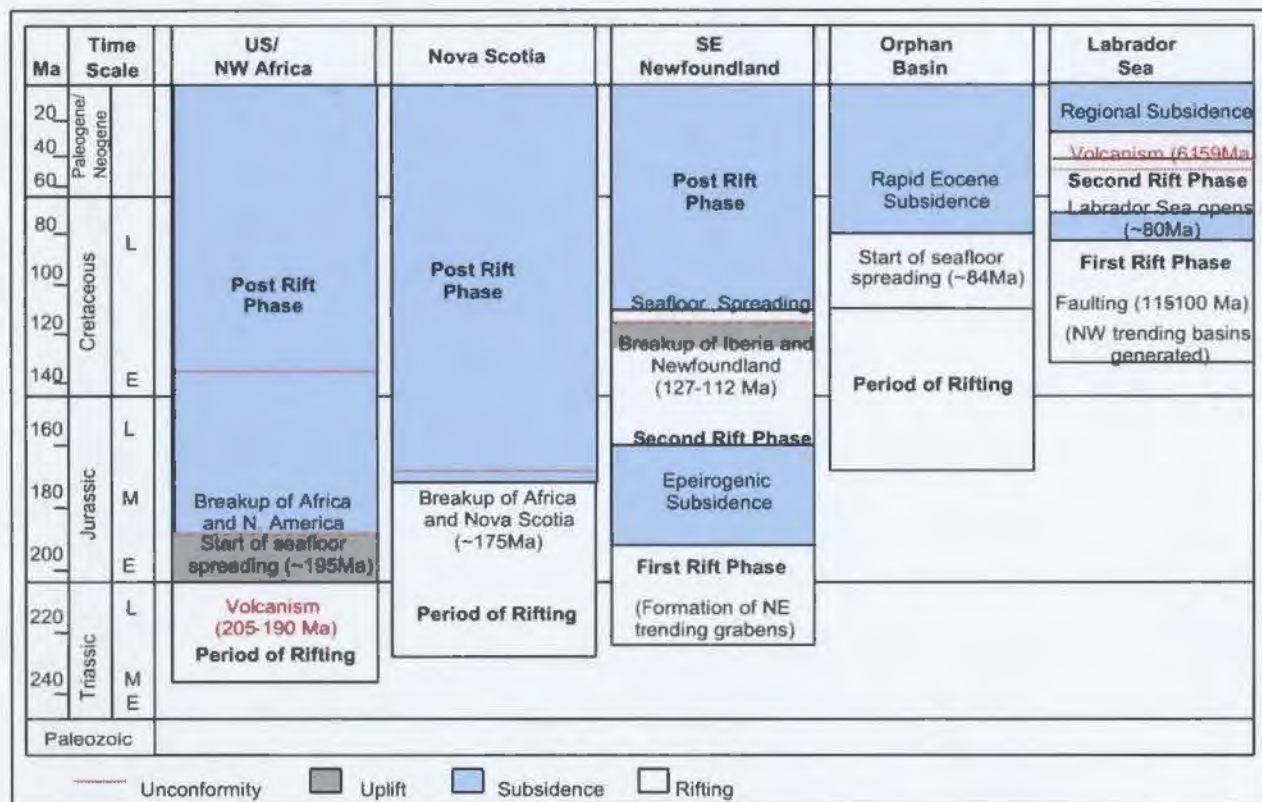 Ma
Time
Scale
US/
NW Africa
Nova Scotia
SE
Newfoundland
Orphan
Basin
Labrador
Sea
20
40
60
80
100
120
140
160
180
200
220
240
Paleogene/
Neogene
Cretaceous
Jurassic
Triassic
L
E
L
M
E
L
M
E
Paleozoic
Post Rift
Phase
Breakup of Africa
and N. America
Start of seafloor
spreading (~195Ma)
Volcanism
(205-190 Ma)
Period of Rifting
Post Rift
Phase
Breakup of Africa
and Nova Scotia
(~175Ma)
Period of Rifting
Post Rift
Phase
Seafloor Spreading
Breakup of Iberia and
Newfoundland
(127-112 Ma)
Second Rift Phase
Epeirogenic
Subsidence
First Rift Phase
(Formation of NE
trending grabens)
Rapid Eocene
Subsidence
Start of seafloor
spreading (~84Ma)
Period of Rifting
Regional Subsidence
Volcanism (6159Ma
Second Rift Phase
Labrador Sea opens
(~80Ma)
First Rift Phase
Faulting (115100 Ma)
(NW trending basins
generated)
Unconformity
Uplift
Subsidence
Rifting